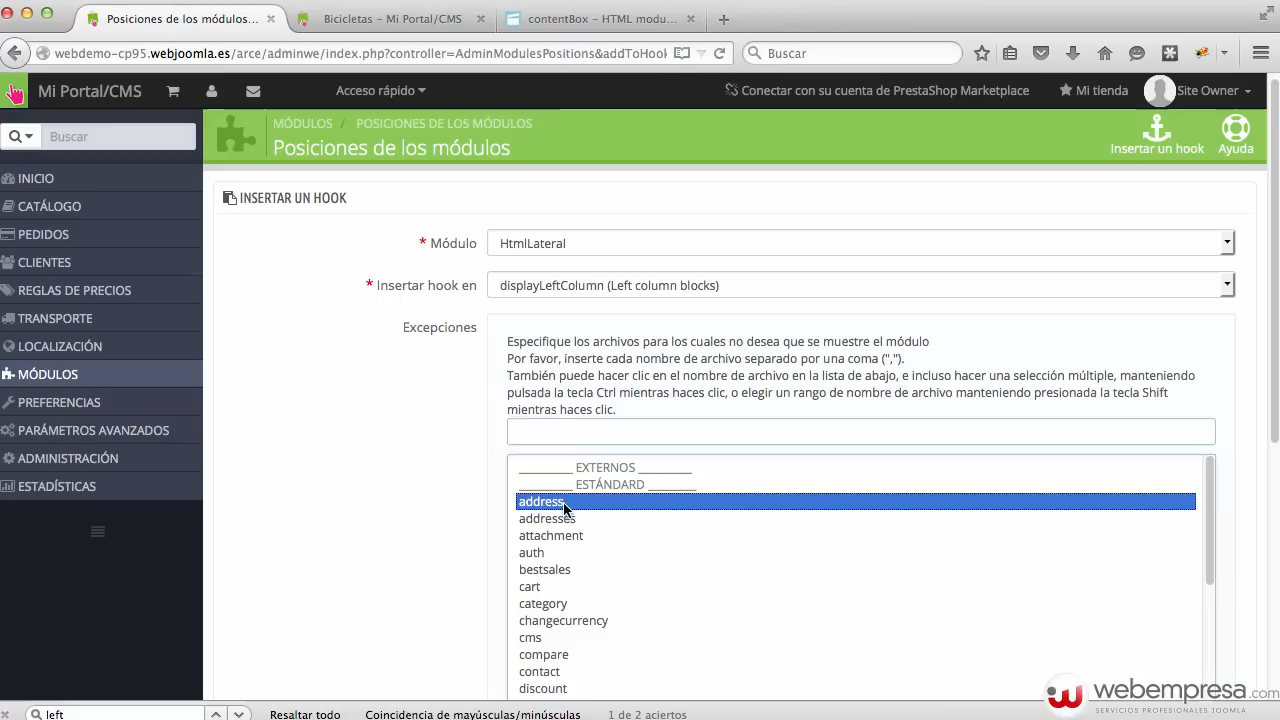 Posiciones de los módulos...
Bicicletas – Mi Portal/CMS
contentBox – HTML modu...
webdemo-cp95.webjoomla.es/arce/adminwe/index.php?controller=AdminModulesPositions&addToHook
Buscar
Mi Portal/CMS
Acceso rápido
Conectar con su cuenta de PrestaShop Marketplace
Mi tienda
Site Owner
Buscar
MÓDULOS / POSICIONES DE LOS MÓDULOS
Posiciones de los módulos
Insertar un hook
Ayuda
INICIO
CATÁLOGO
PEDIDOS
CLIENTES
REGLAS DE PRECIOS
TRANSPORTE
LOCALIZACIÓN
MÓDULOS
PREFERENCIAS
PARÁMETROS AVANZADOS
ADMINISTRACIÓN
ESTADÍSTICAS
INSERTAR UN HOOK
* Módulo
HtmlLateral
* Insertar hook en
displayLeftColumn (Left column blocks)
Excepciones
Especifique los archivos para los cuales no desea que se muestre el módulo
Por favor, inserte cada nombre de archivo separado por una coma (",").
También puede hacer clic en el nombre de archivo en la lista de abajo, e incluso hacer una selección múltiple, manteniendo
pulsada la tecla Ctrl mientras haces clic, o elegir un rango de nombre de archivo manteniendo presionada la tecla Shift
mientras haces clic.
_________ EXTERNOS _________
_________ ESTÁNDARD ________
address
addresses
attachment
auth
bestsales
cart
category
changecurrency
cms
compare
contact
discount
webempresa.com
SERVICIOS PROFESIONALES JOOMLA
left
Resaltar todo
Coincidencia de mayúsculas/minúsculas
1 de 2 aciertos